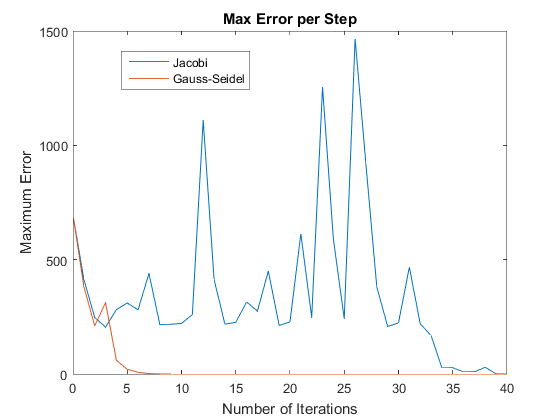 Max Error per Step
1500
1000
500
0
Maximum Error
Jacobi
Gauss-Seidel
0 5 10 15 20 25 30 35 40
Number of Iterations